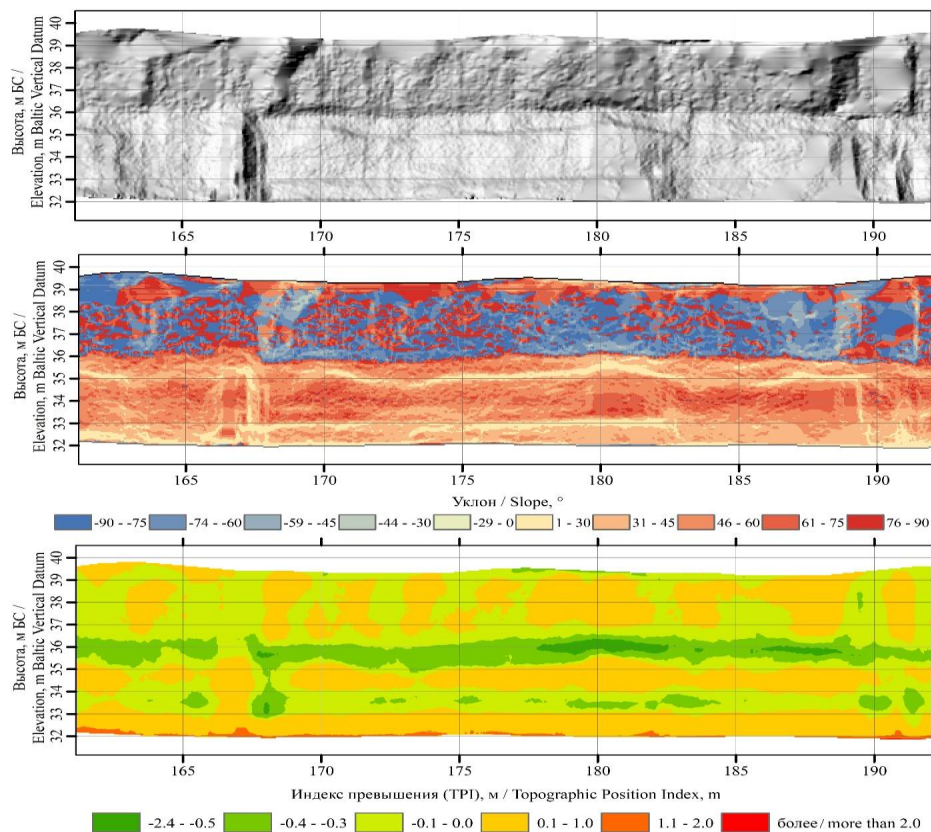 Высота, м БС /
Elevation, m Baltic Vertical Datum
40
39
38
37
36
35
34
33
32
165 170 175 180 185 190
Высота, м БС /
Elevation, m Baltic Vertical Datum
40
39
38
37
36
35
34
33
32
165 170 175 180 185 190
Уклон / Slope, °
-90 - -75 -74 - -60 -59 - -45 -44 - -30 -29 - 0 1 - 30 31 - 45 46 - 60 61 - 75 76 - 90
Высота, м БС /
Elevation, m Baltic Vertical Datum
40
39
38
37
36
35
34
33
32
165 170 175 180 185 190
Индекс превышения (TPI), м / Topographic Position Index, m
-2.4 - -0.5 -0.4 - -0.3 -0.1 - 0.0 0.1 - 1.0 1.1 - 2.0 более/ more than 2.0